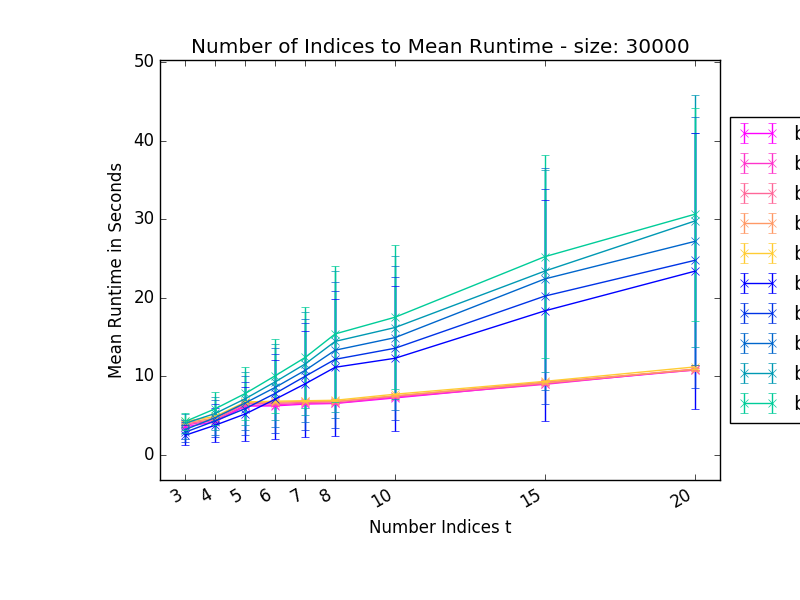 Number of Indices to Mean Runtime - size: 30000
Mean Runtime in Seconds
50
40
30
20
10
0
3 4 5 6 7 8 10 15 20
Number Indices t
b
b
b
b
b
b
b
b
b
b